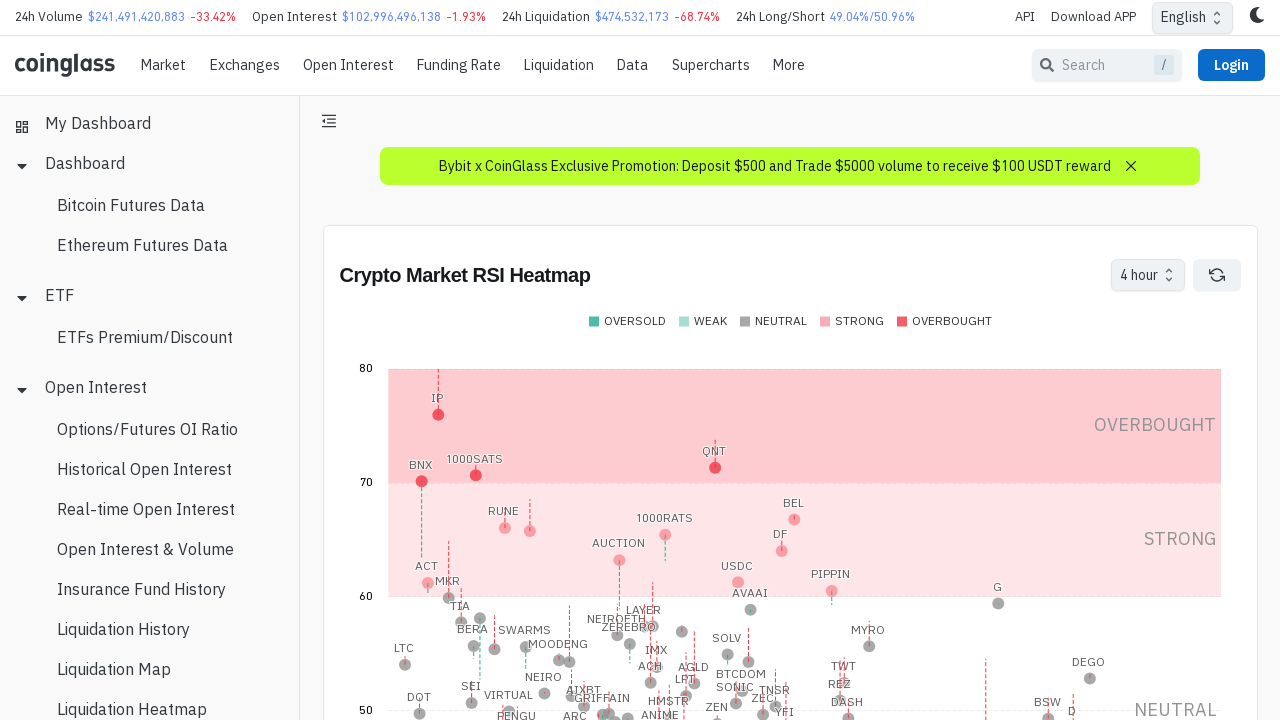 24h Volume $241,491,420,883 -33.42% Open Interest $102,996,496,138 -1.93% 24h Liquidation $474,532,173 -68.74% 24h Long/Short 49.04%/50.96% API Download APP English
coinglass Market Exchanges Open Interest Funding Rate Liquidation Data Supercharts More Search / Login
My Dashboard
Dashboard
Bitcoin Futures Data
Ethereum Futures Data
ETF
ETFs Premium/Discount
Open Interest
Options/Futures OI Ratio
Historical Open Interest
Real-time Open Interest
Open Interest & Volume
Insurance Fund History
Liquidation History
Liquidation Map
Liquidation Heatmap
Bybit x CoinGlass Exclusive Promotion: Deposit $500 and Trade $5000 volume to receive $100 USDT reward
Crypto Market RSI Heatmap 4 hour
OVERSOLD WEAK NEUTRAL STRONG OVERBOUGHT
80
IP
OVERBOUGHT
QNT
BNX 1000SATS
70
BEL
RUNE
1000RATS
DF
STRONG
AUCTION
ACT USDC
PIPPIN
MKR
G
AVAAI
60
TIA
LAYER
NEIROETH
BERA SWARMS ZEREBRO MYRO
SOLV
LTC MOODENG IMX
DEGO
ACH AGLD TWT
BTCDOM
NEIRO LPT
SEI SONIC REZ
AIXBT TNSR
DOT VIRTUAL GRIFFAIN HMSTR ZECJ DASH BSW
ZEN
50 NEUTRAL
PENGU ARC ANIME YFI D